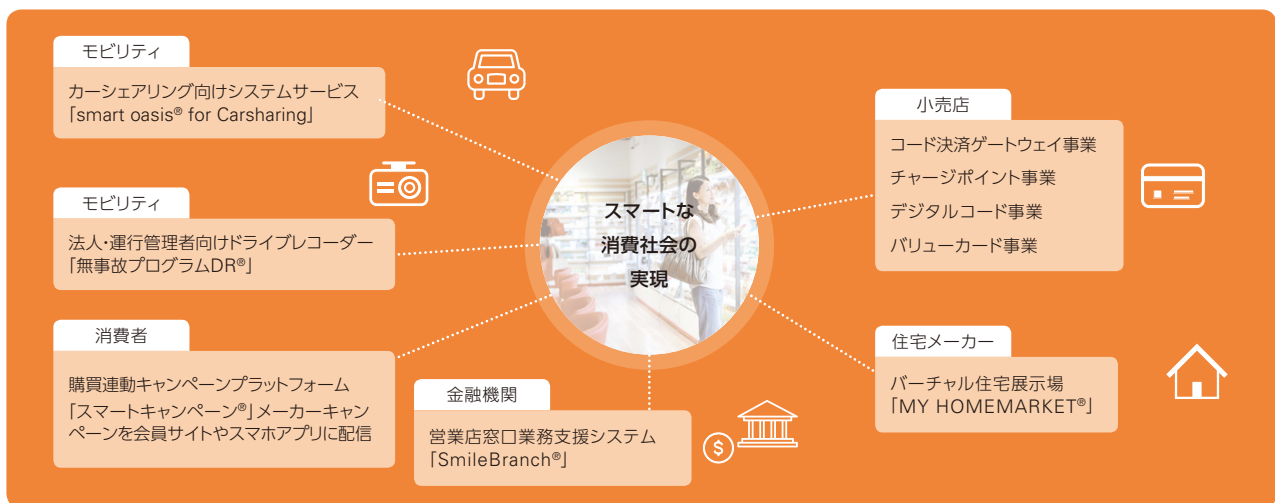 モビリティ
カーシェアリング向けシステムサービス
「smart oasis® for Carsharing」
モビリティ
法人・運行管理者向けドライブレコーダー
「無事故プログラムDR®」
消費者
購買連動キャンペーンプラットフォーム
「スマートキャンペーン®」メーカーキャン
ペーンを会員サイトやスマホアプリに配信
スマートな
消費社会の
実現
金融機関
営業店窓口業務支援システム
「SmileBranch®」
小売店
コード決済ゲートウェイ事業
チャージポイント事業
デジタルコード事業
バリューカード事業
住宅メーカー
バーチャル住宅展示場
「MY HOMEMARKET®」
$